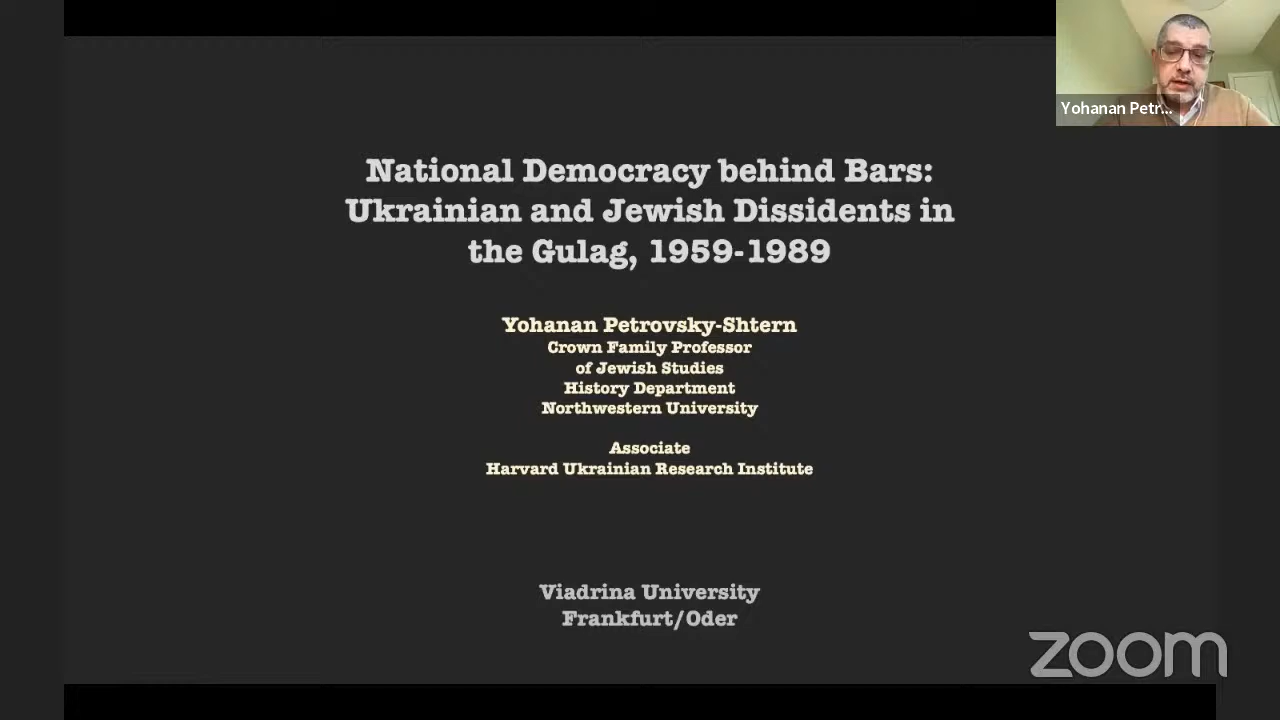 Yohanan Petr...
National Democracy behind Bars:
Ukrainian and Jewish Dissidents in
the Gulag, 1959-1989
Yohanan Petrovsky-Shtern
Crown Family Professor
of Jewish Studies
History Department
Northwestern University
Associate
Harvard Ukrainian Research Institute
Viadrina University
Frankfurt/Oder
zoom